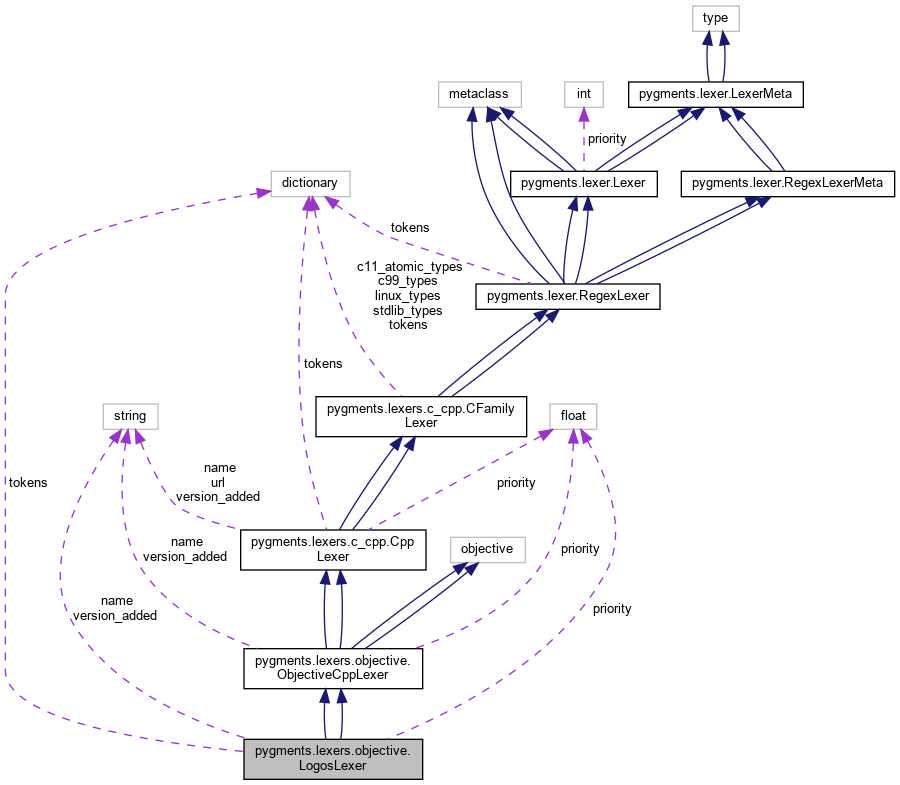 type
metaclass
int
pygments.lexer.LexerMeta
priority
dictionary
pygments.lexer.Lexer
pygments.lexer.RegexLexerMeta
tokens
c11_atomic_types
c99_types
linux_types
stdlib_types
tokens
pygments.lexer.RegexLexer
tokens
string
pygments.lexers.c_cpp.CFamily
Lexer
float
tokens
name
url
version_added
priority
name
version_added
pygments.lexers.c_cpp.Cpp
Lexer
objective
priority
name
version_added
priority
pygments.lexers.objective.
ObjectiveCppLexer
pygments.lexers.objective.
LogosLexer